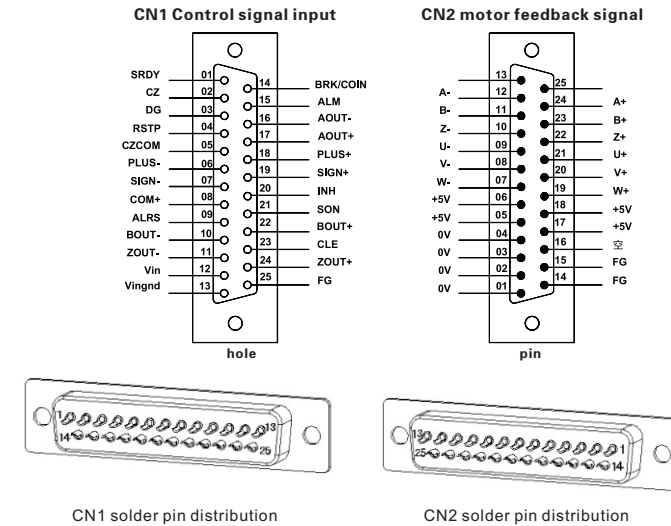 CN1 Control signal input
CN2 motor feedback signal
SRDY 01
CZ 02
DG 03
RSTP 04
CZCOM 05
PLUS- 06
SIGN- 07
COM+ 08
ALRS 09
BOUT- 10
ZOUT- 11
Vin 12
Vingnd 13
14 BRK/COIN
15 ALM
16 AOUT-
17 AOUT+
18 PLUS+
19 SIGN+
20 INH
21 SON
22 BOUT+
23 CLE
24 ZOUT+
25 FG
hole
13
A- 12
B- 11
Z- 10
U- 09
V- 08
W- 07
+5V 06
+5V 05
0V 04
0V 03
0V 02
0V 01
25
24 A+
23 B+
22 Z+
21 U+
20 V+
19 W+
18 +5V
17 +5V
16 空
15 FG
14 FG
pin
1 13
14 25
13 1
25 14
CN1 solder pin distribution
CN2 solder pin distribution